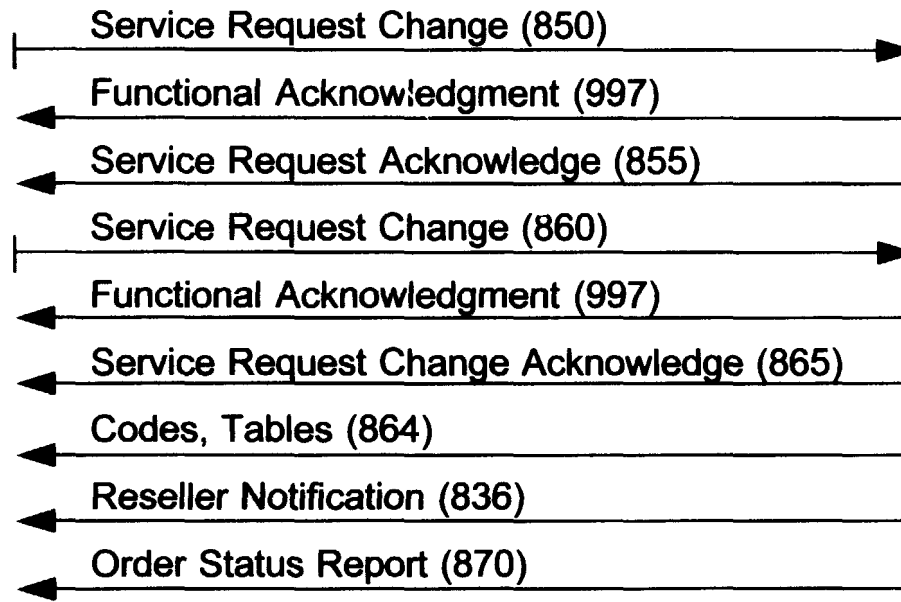 Service Request Change (850)
Functional Acknowledgment (997)
Service Request Acknowledge (855)
Service Request Change (860)
Functional Acknowledgment (997)
Service Request Change Acknowledge (865)
Codes, Tables (864)
Reseller Notification (836)
Order Status Report (870)